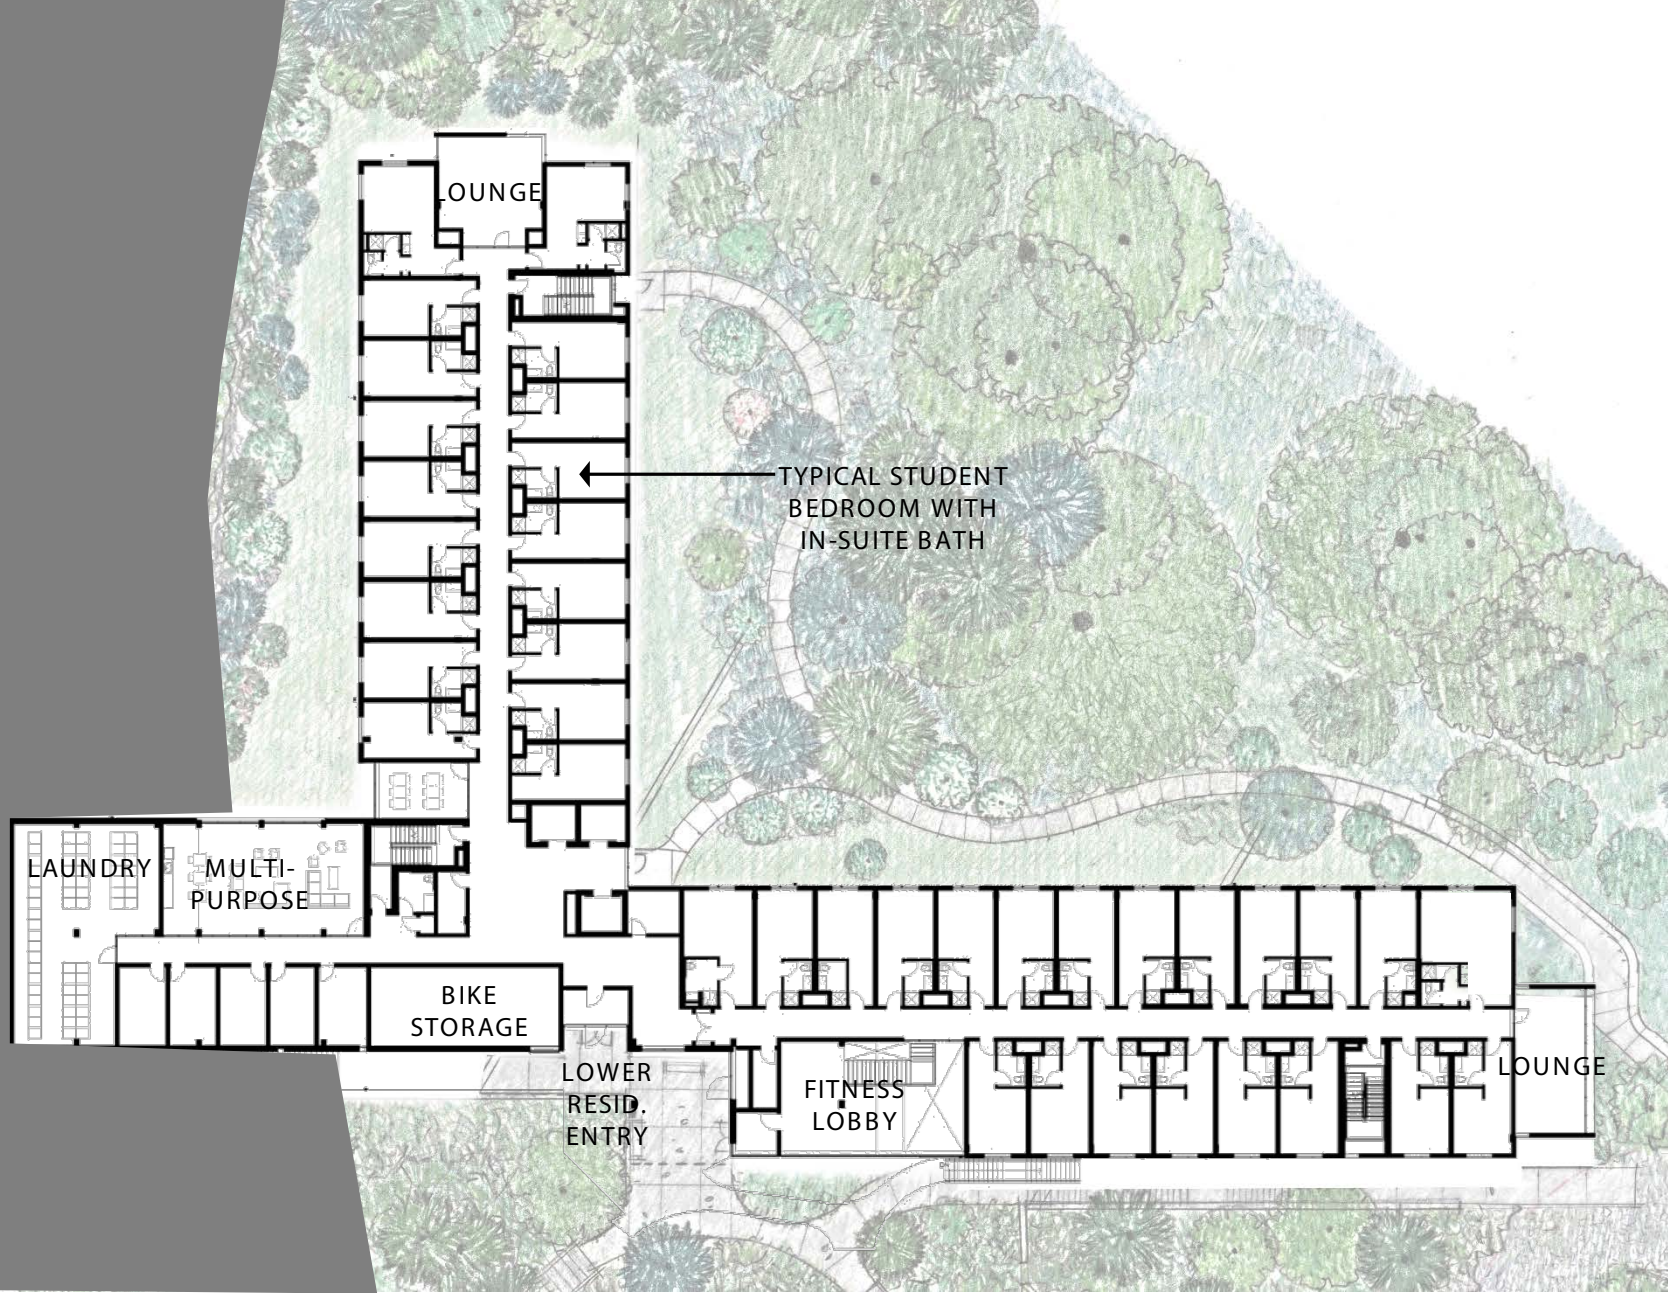 LOUNGE
TYPICAL STUDENT
BEDROOM WITH
IN-SUITE BATH
LAUNDRY
MULTI-
PURPOSE
BIKE
STORAGE
LOWER
RESID.
ENTRY
FITNESS
LOBBY
LOUNGE